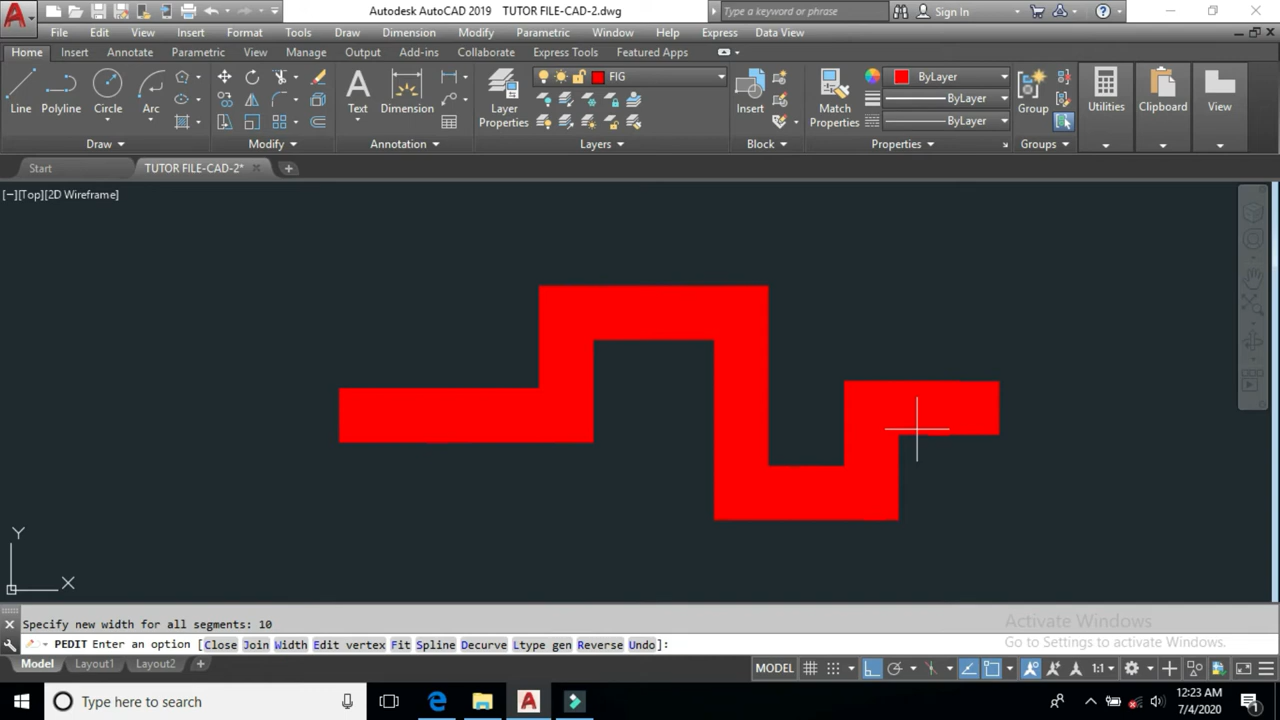 Autodesk AutoCAD 2019 TUTOR FILE-CAD-2.dwg
Type a keyword or phrase
Sign In
File Edit View Insert Format Tools Draw Dimension Modify Parametric Window Help Express Data View
Home Insert Annotate Parametric View Manage Output Add-ins Collaborate Express Tools Featured Apps
FIG
ByLayer
ByLayer
ByLayer
Line Polyline Circle Arc Text Dimension Layer Properties Insert Match Properties Group Utilities Clipboard View
Draw Modify Annotation Layers Block Properties Groups
Start TUTOR FILE-CAD-2*
[−][Top][2D Wireframe]
Y
X
Activate Windows
Go to Settings to activate Windows.
Specify new width for all segments: 10
PEDIT Enter an option [Close Join Width Edit vertex Fit Spline Decurve Ltype gen Reverse Undo]:
Model Layout1 Layout2 +
MODEL 1:1
Type here to search
12:23 AM
7/4/2020
1